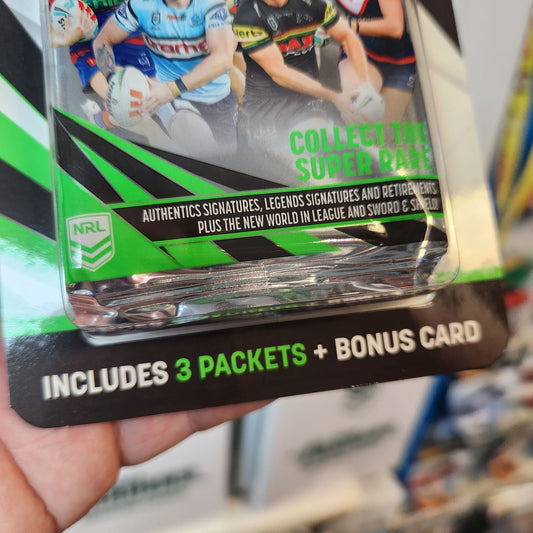 COLLECT THE
SUPER RARE
AUTHENTICS SIGNATURES, LEGENDS SIGNATURES AND RETIREMENTS
PLUS THE NEW WORLD IN LEAGUE AND SWORD & SHIELD!
NRL
INCLUDES 3 PACKETS + BONUS CARD